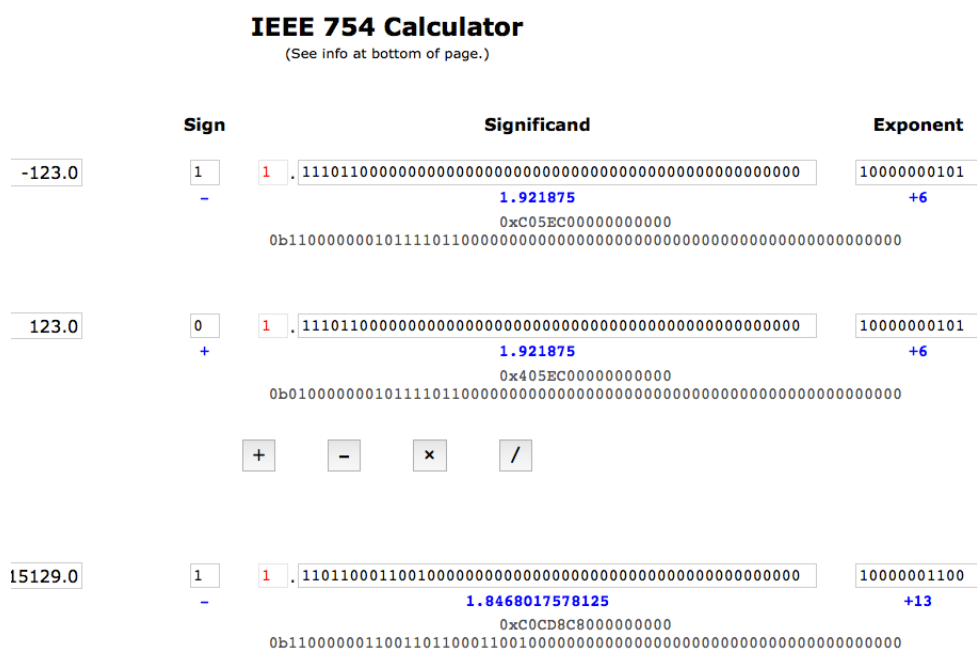 IEEE 754 Calculator
(See info at bottom of page.)
Sign Significand Exponent
-123.0 1 1 . 1110110000000000000000000000000000000000000000000000 10000000101
– 1.921875 +6
0xC05EC00000000000
0b1100000001011110110000000000000000000000000000000000000000000000
123.0 0 1 . 1110110000000000000000000000000000000000000000000000 10000000101
+ 1.921875 +6
0x405EC00000000000
0b0100000001011110110000000000000000000000000000000000000000000000
+ – × /
15129.0 1 1 . 1101100011001000000000000000000000000000000000000000 10000001100
– 1.8468017578125 +13
0xC0CD8C8000000000
0b1100000011001101100011001000000000000000000000000000000000000000